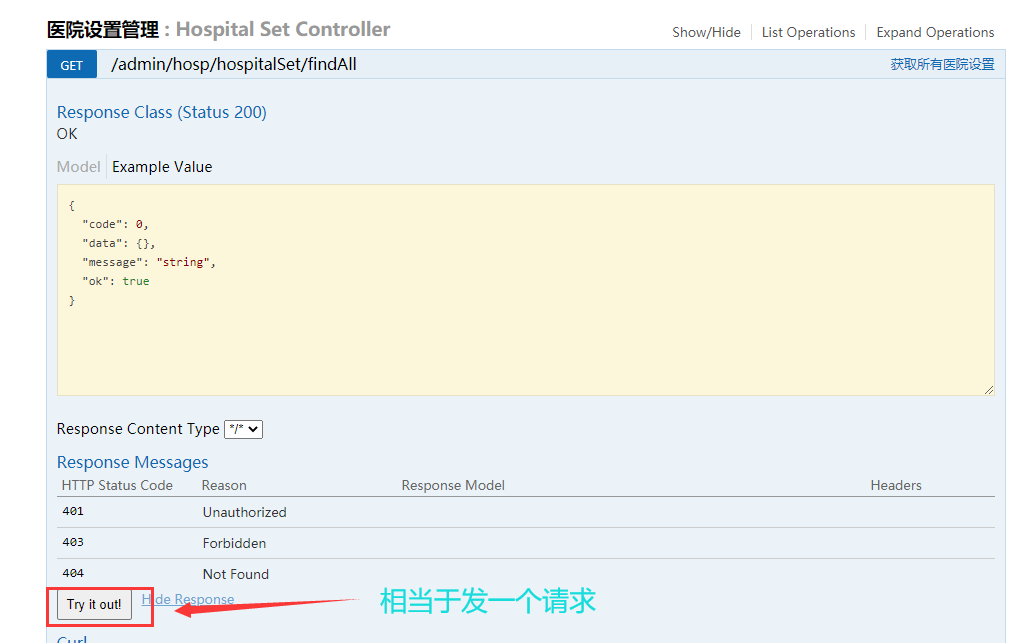 医院设置管理 : Hospital Set Controller
Show/Hide List Operations Expand Operations
GET /admin/hosp/hospitalSet/findAll 获取所有医院设置
Response Class (Status 200)
OK
Model Example Value
{
"code": 0,
"data": {},
"message": "string",
"ok": true
}
Response Content Type */*
Response Messages
HTTP Status Code Reason Response Model Headers
401 Unauthorized
403 Forbidden
404 Not Found
Try it out! Hide Response 相当于发一个请求
Curl